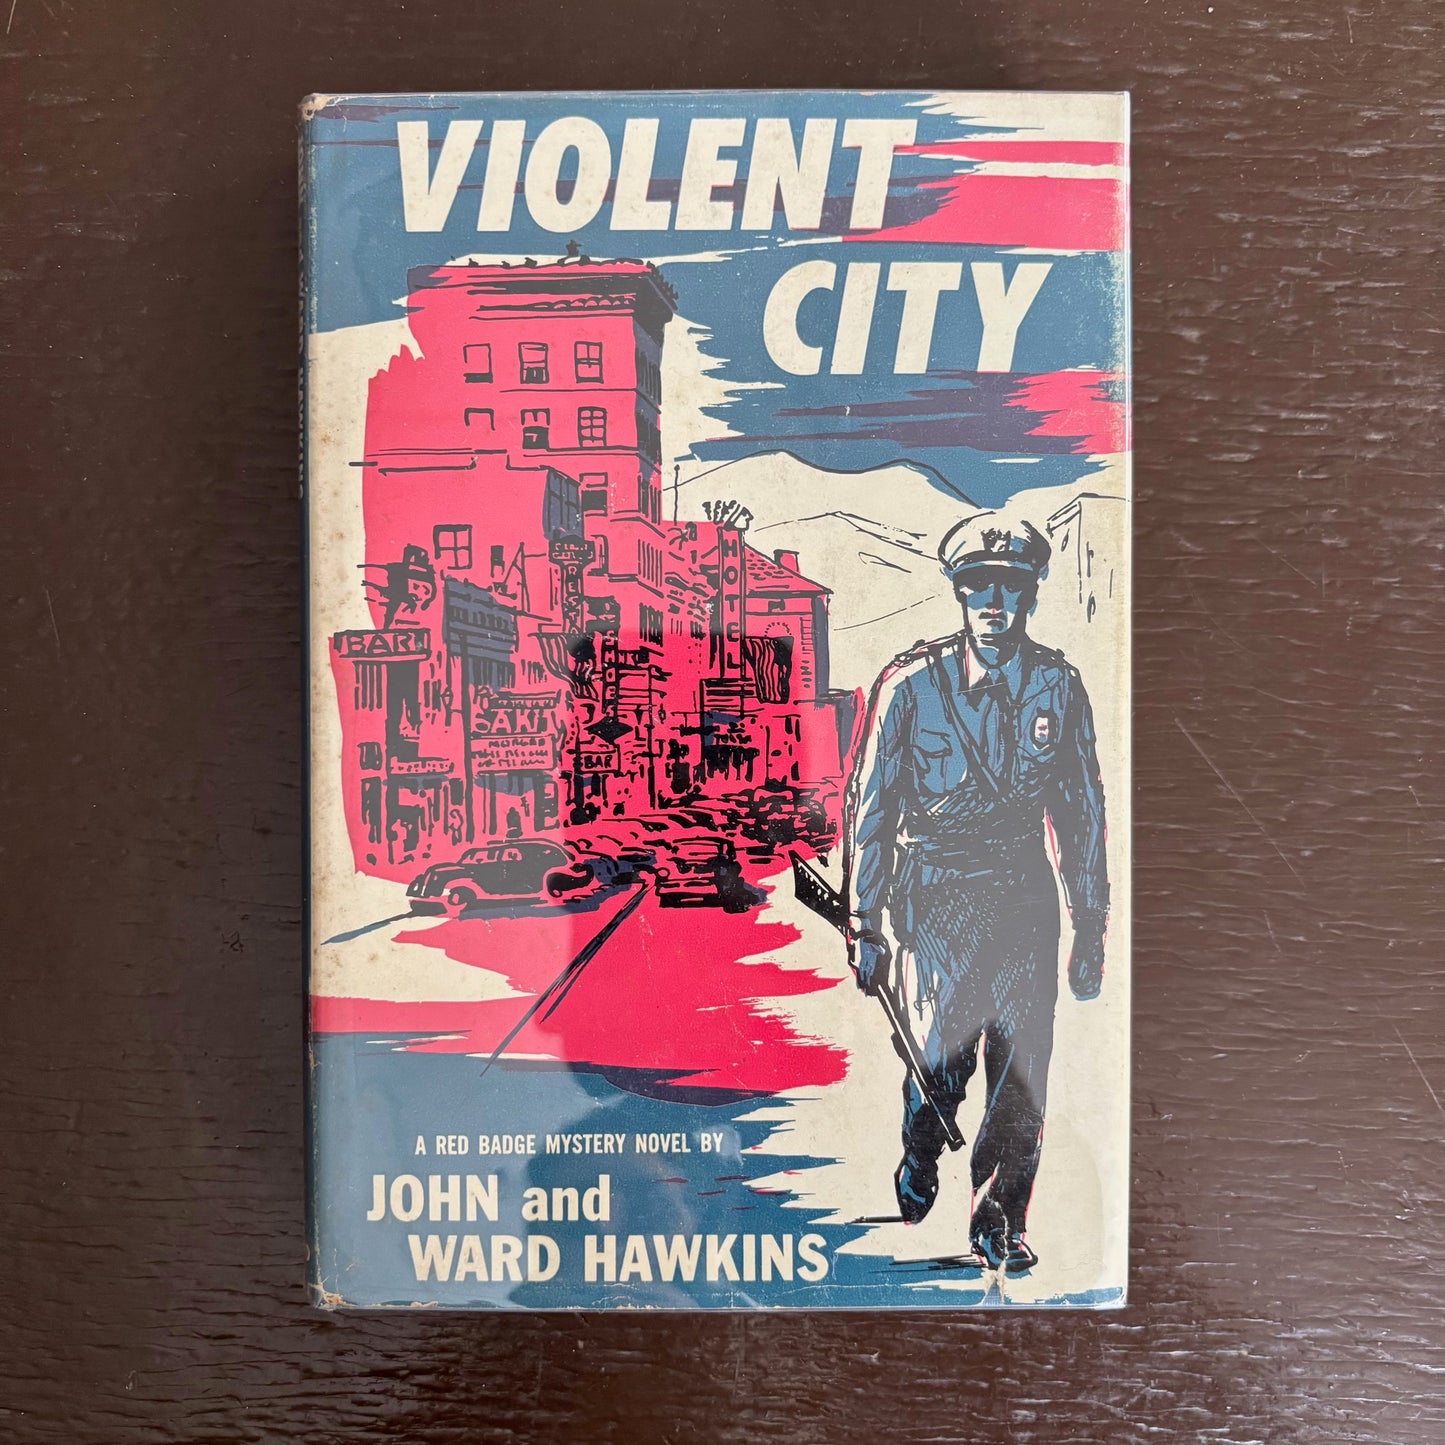 VIOLENT
CITY
HOTEL
BAR
BAR
A RED BADGE MYSTERY NOVEL BY
JOHN and
WARD HAWKINS